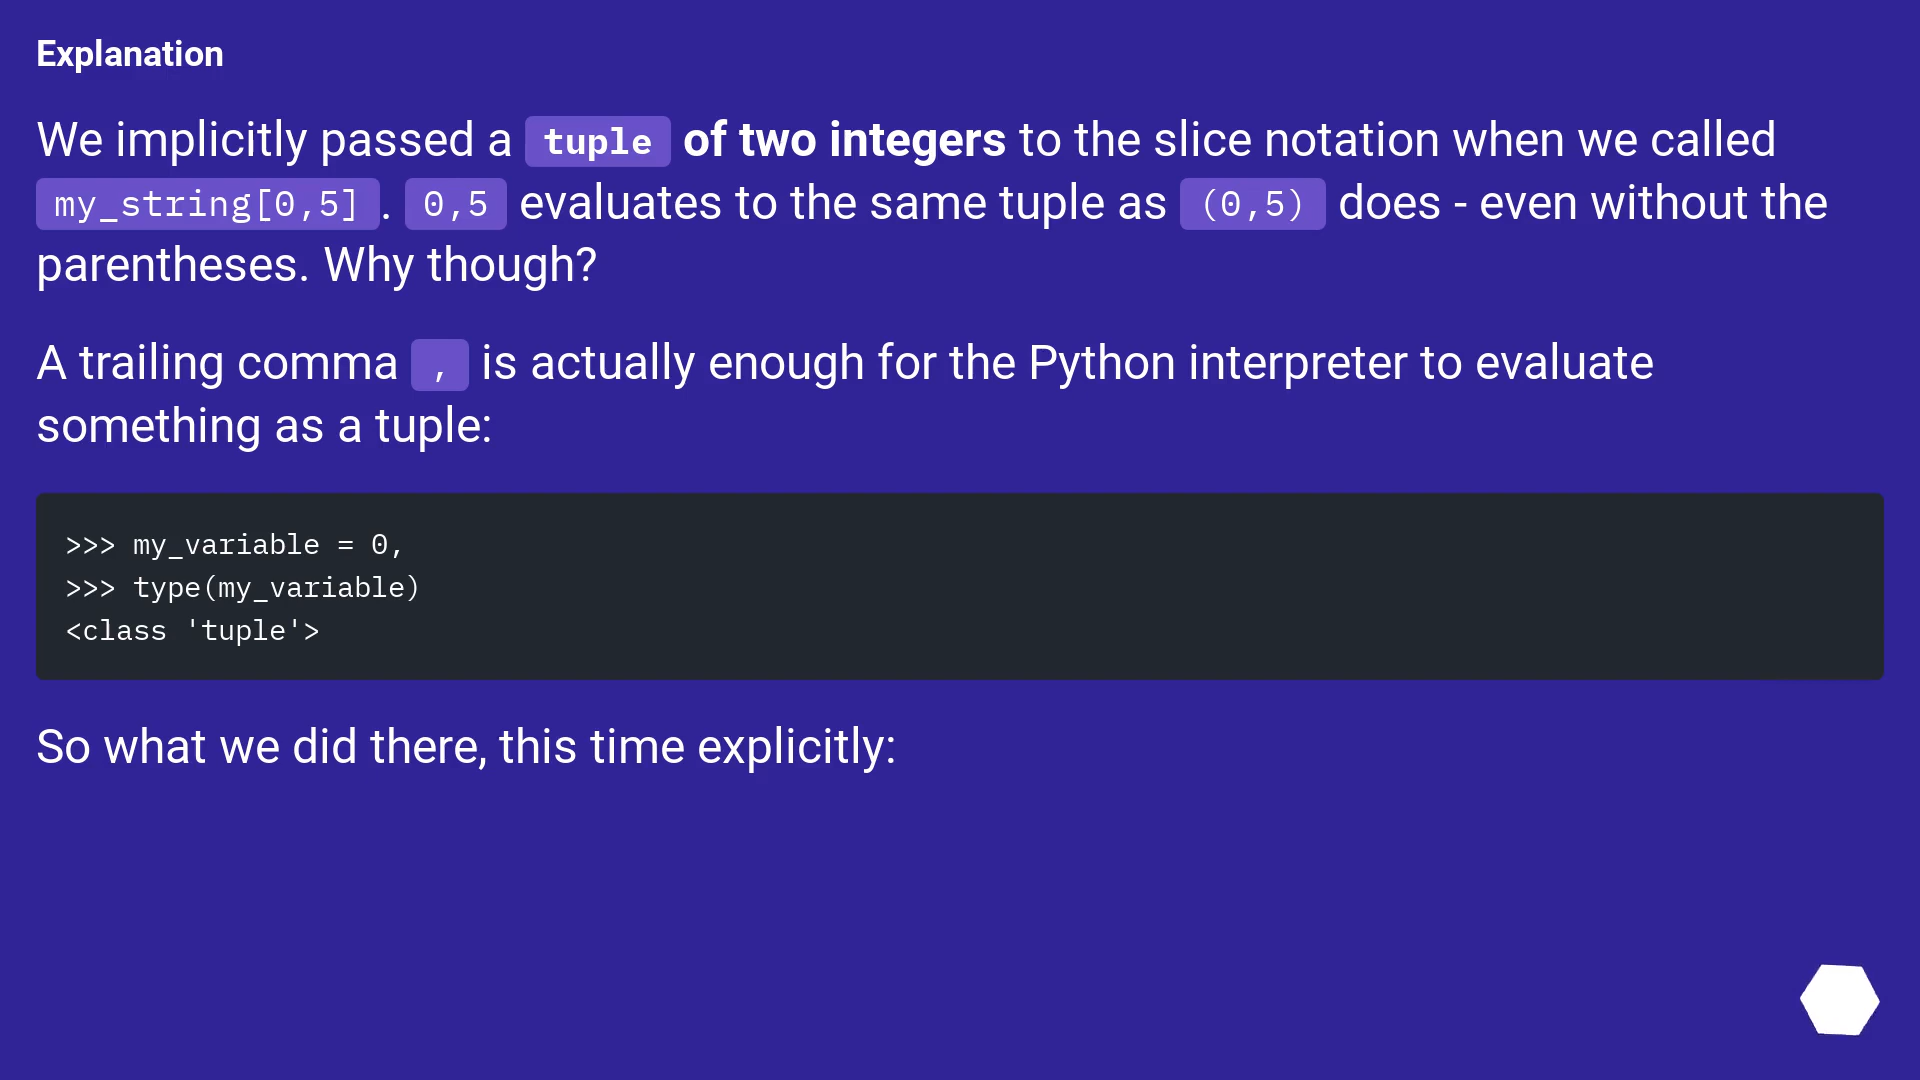 Explanation
We implicitly passed a tuple of two integers to the slice notation when we called
my_string[0,5] . 0,5 evaluates to the same tuple as (0,5) does - even without the
parentheses. Why though?
A trailing comma , is actually enough for the Python interpreter to evaluate
something as a tuple:
>>> my_variable = 0,
>>> type(my_variable)
<class 'tuple'>
So what we did there, this time explicitly: